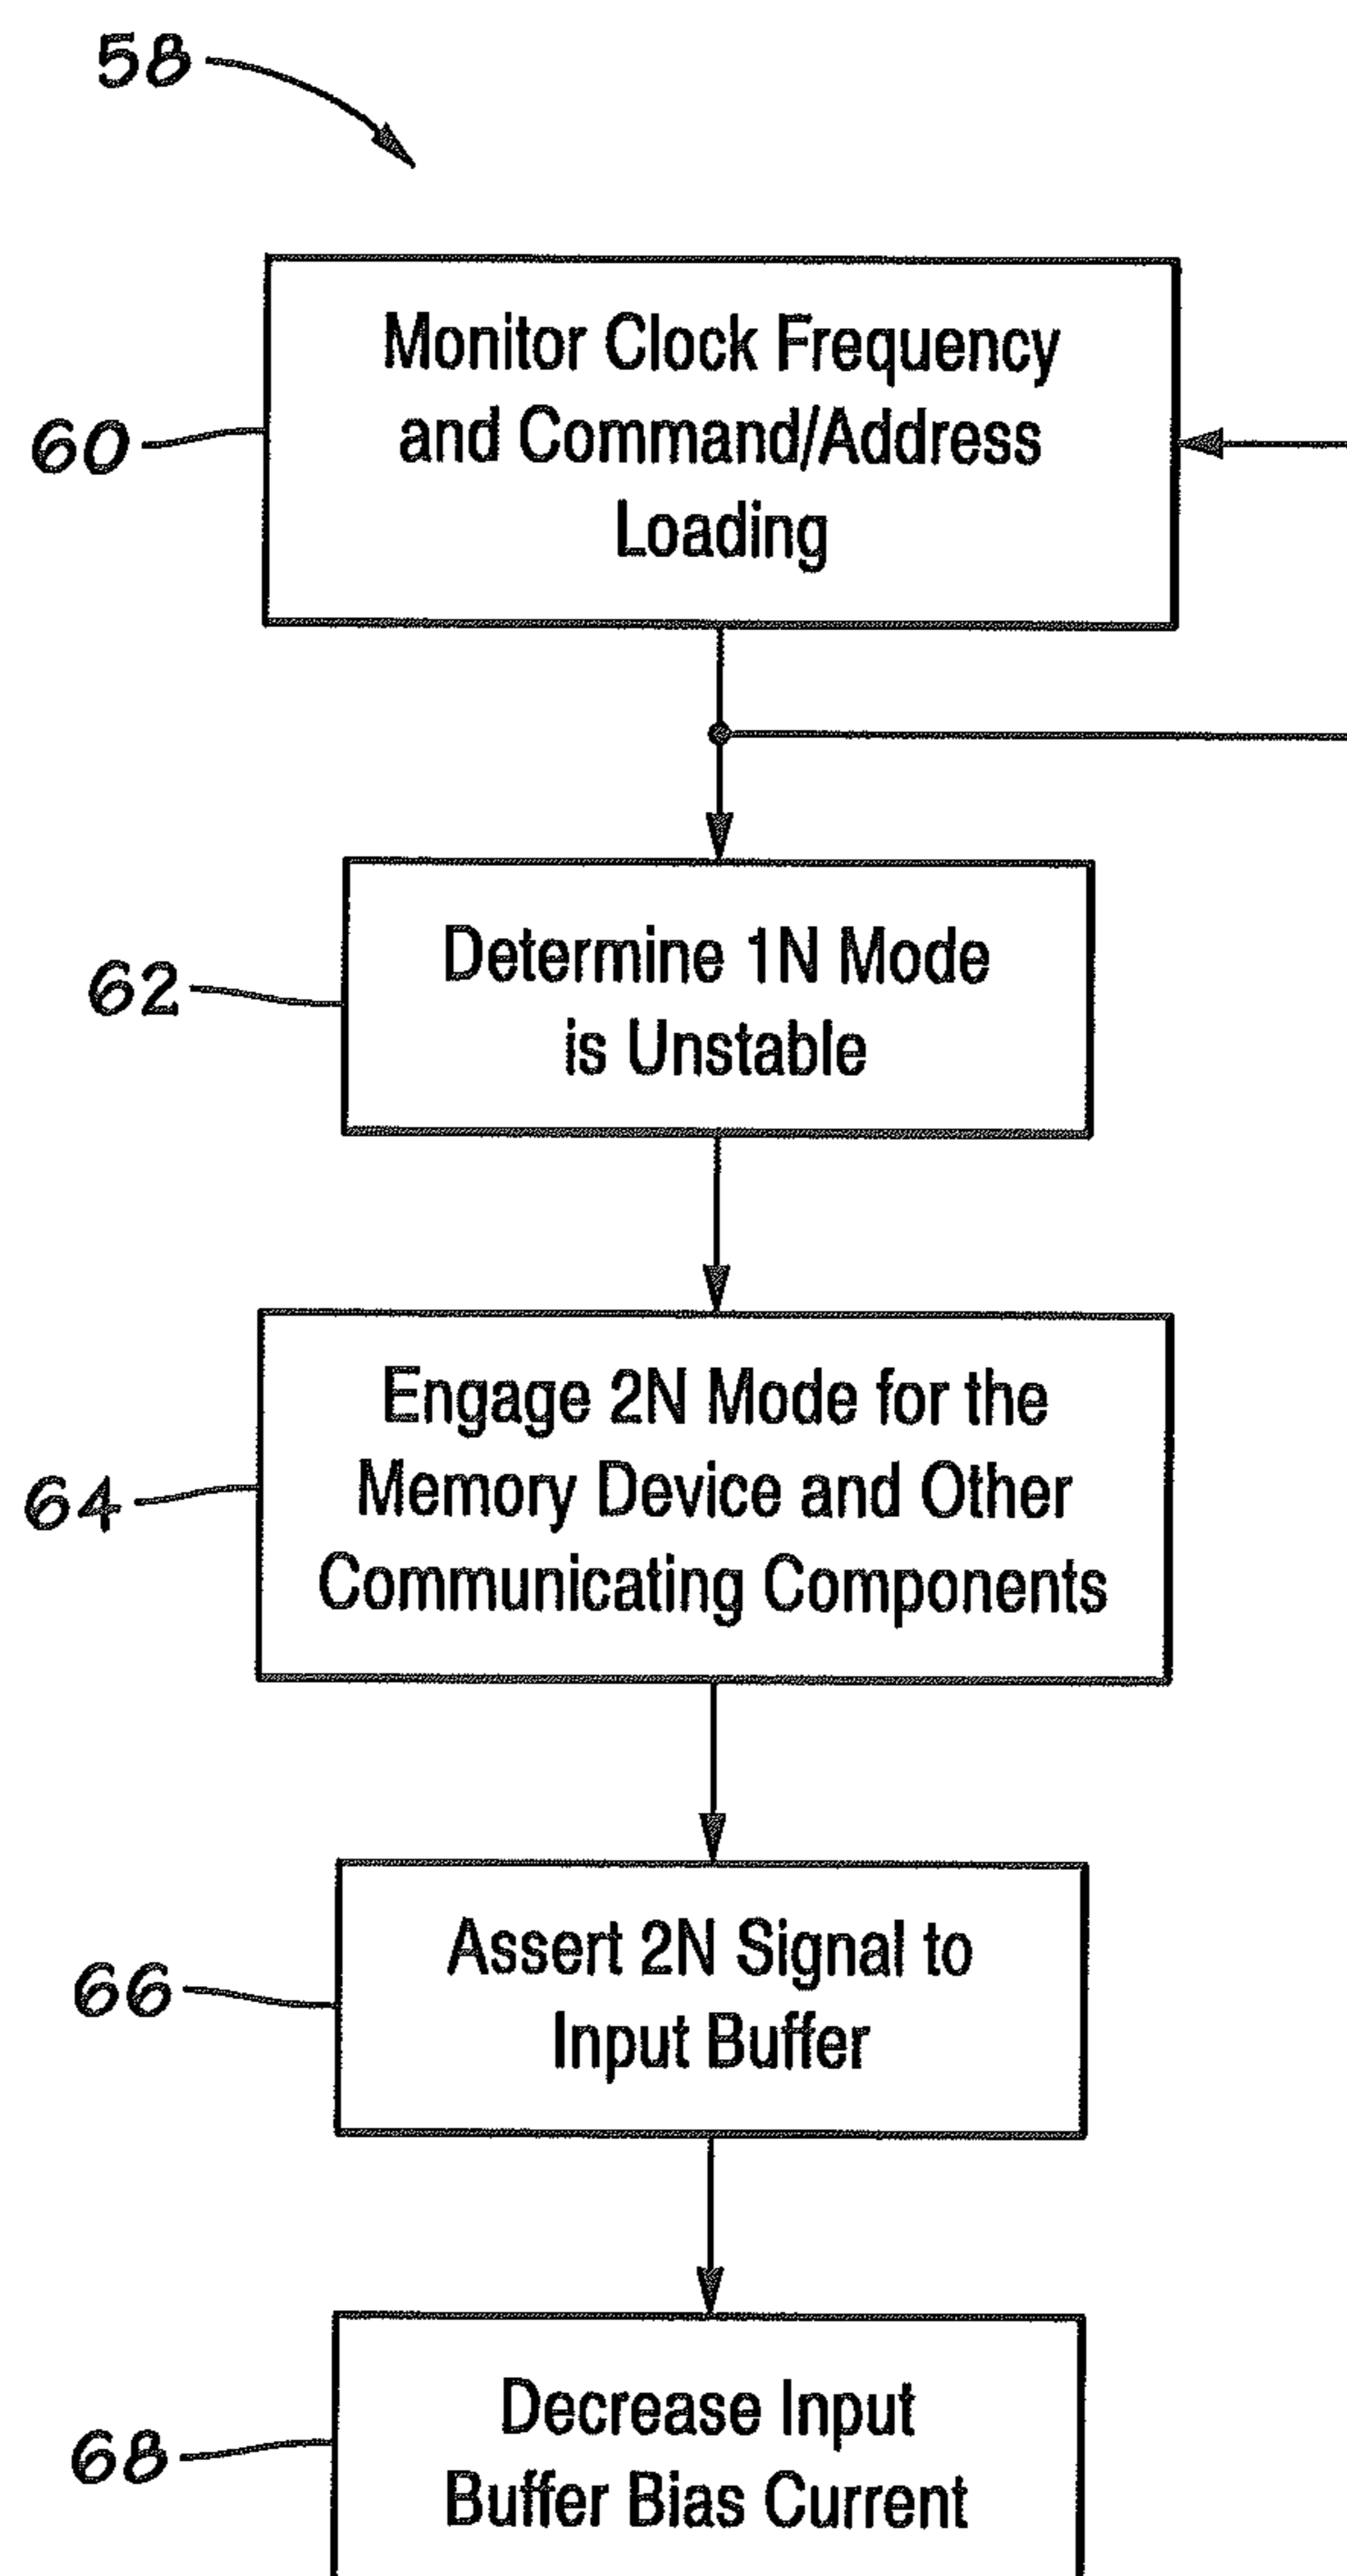 58
Monitor Clock Frequency
and Command/Address
Loading
60
Determine 1N Mode
is Unstable
62
Engage 2N Mode for the
Memory Device and Other
Communicating Components
64
Assert 2N Signal to
Input Buffer
66
Decrease Input
Buffer Bias Current
68